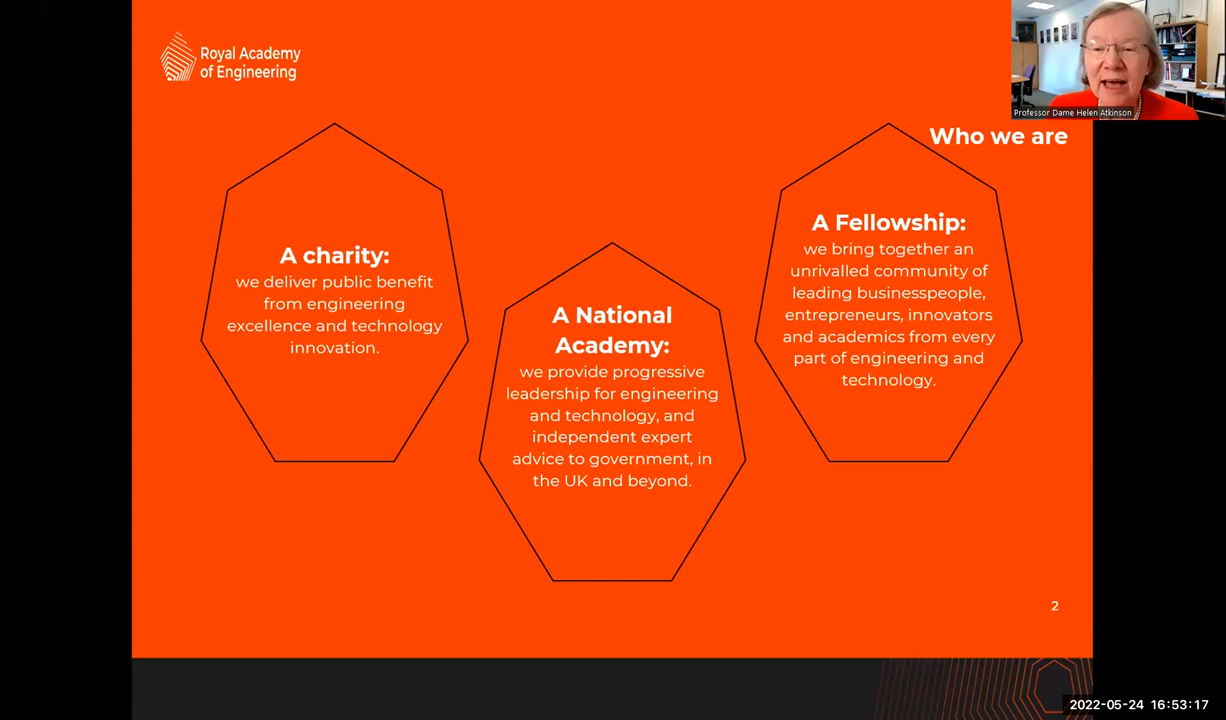 Royal Academy
of Engineering
Professor Dame Helen Atkinson
Who we are
A charity:
we deliver public benefit
from engineering
excellence and technology
innovation.
A National
Academy:
we provide progressive
leadership for engineering
and technology, and
independent expert
advice to government, in
the UK and beyond.
A Fellowship:
we bring together an
unrivalled community of
leading businesspeople,
entrepreneurs, innovators
and academics from every
part of engineering and
technology.
2
2022-05-24 16:53:17